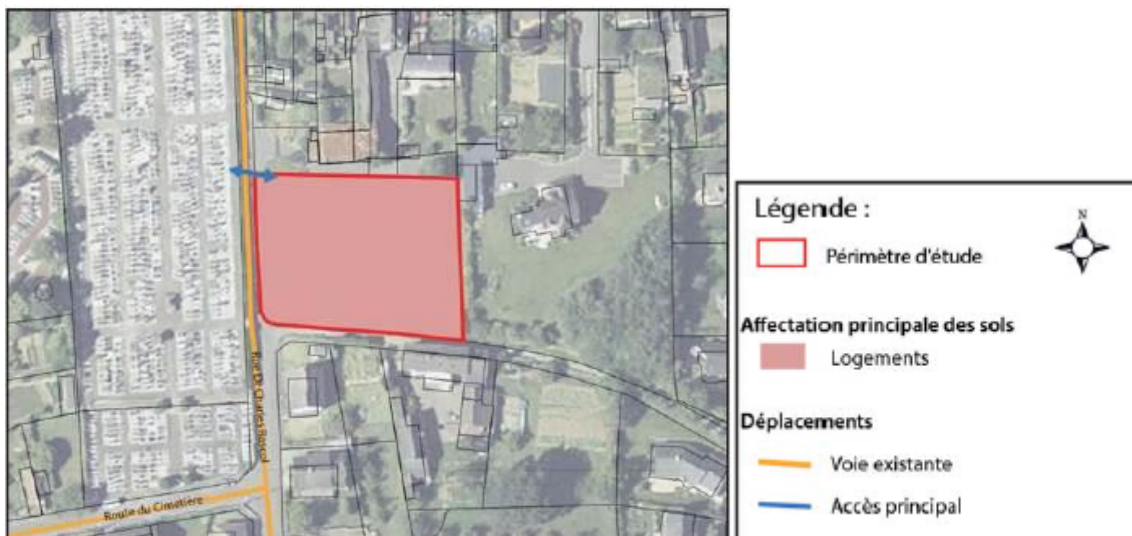 Légende :
N
Périmètre d'étude
Affectation principale des sols
Logements
Déplacements
Voie existante
Accès principal
Route du Cimetière